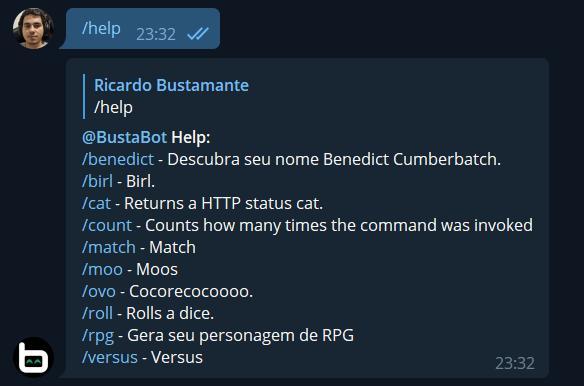 /help 23:32
Ricardo Bustamante
/help
@BustaBot Help:
/benedict - Descubra seu nome Benedict Cumberbatch.
/birl - Birl.
/cat - Returns a HTTP status cat.
/count - Counts how many times the command was invoked
/match - Match
/moo - Moos
/ovo - Cocorecocoooo.
/roll - Rolls a dice.
/rpg - Gera seu personagem de RPG
/versus - Versus
23:32